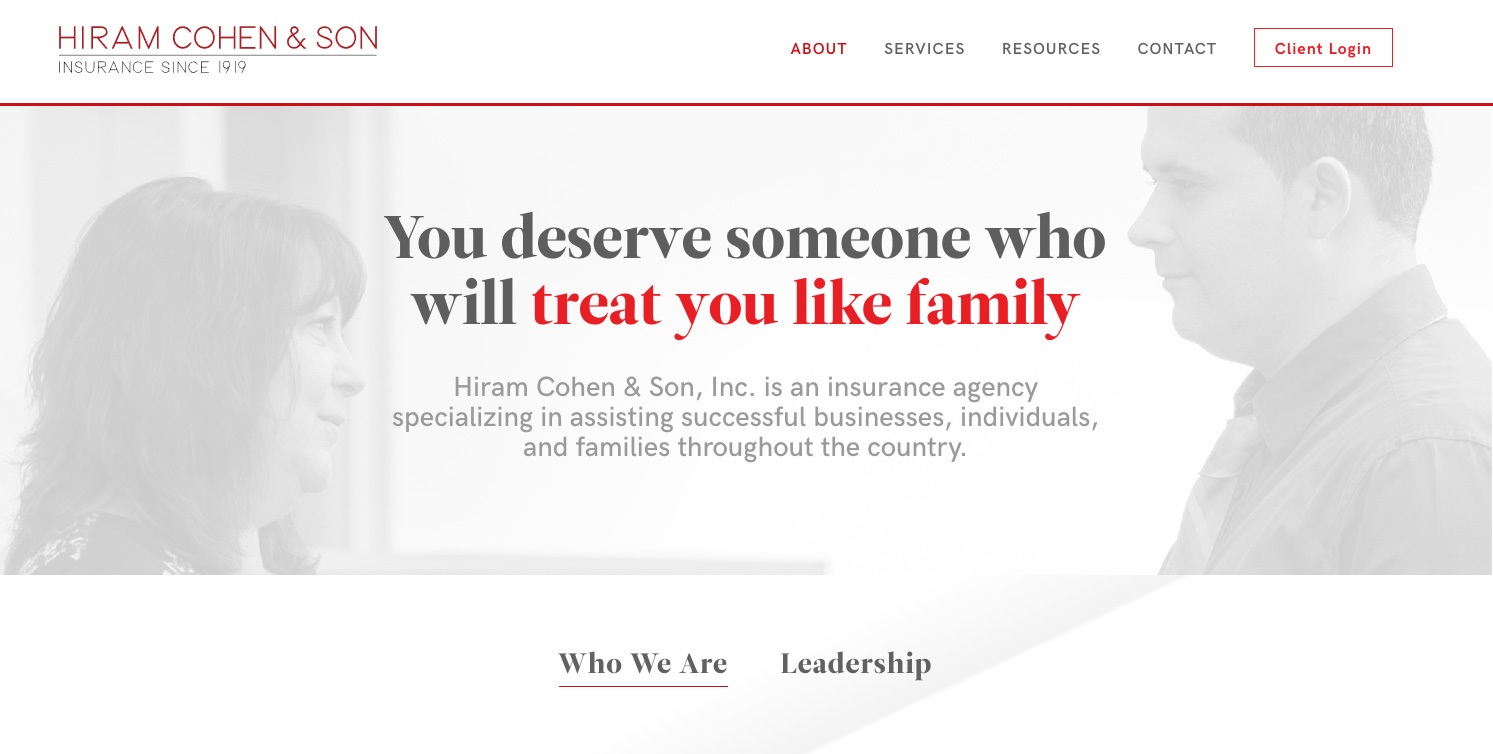 HIRAM COHEN & SON
INSURANCE SINCE 1919
ABOUT SERVICES RESOURCES CONTACT Client Login
You deserve someone who
will treat you like family
Hiram Cohen & Son, Inc. is an insurance agency
specializing in assisting successful businesses, individuals,
and families throughout the country.
Who We Are Leadership